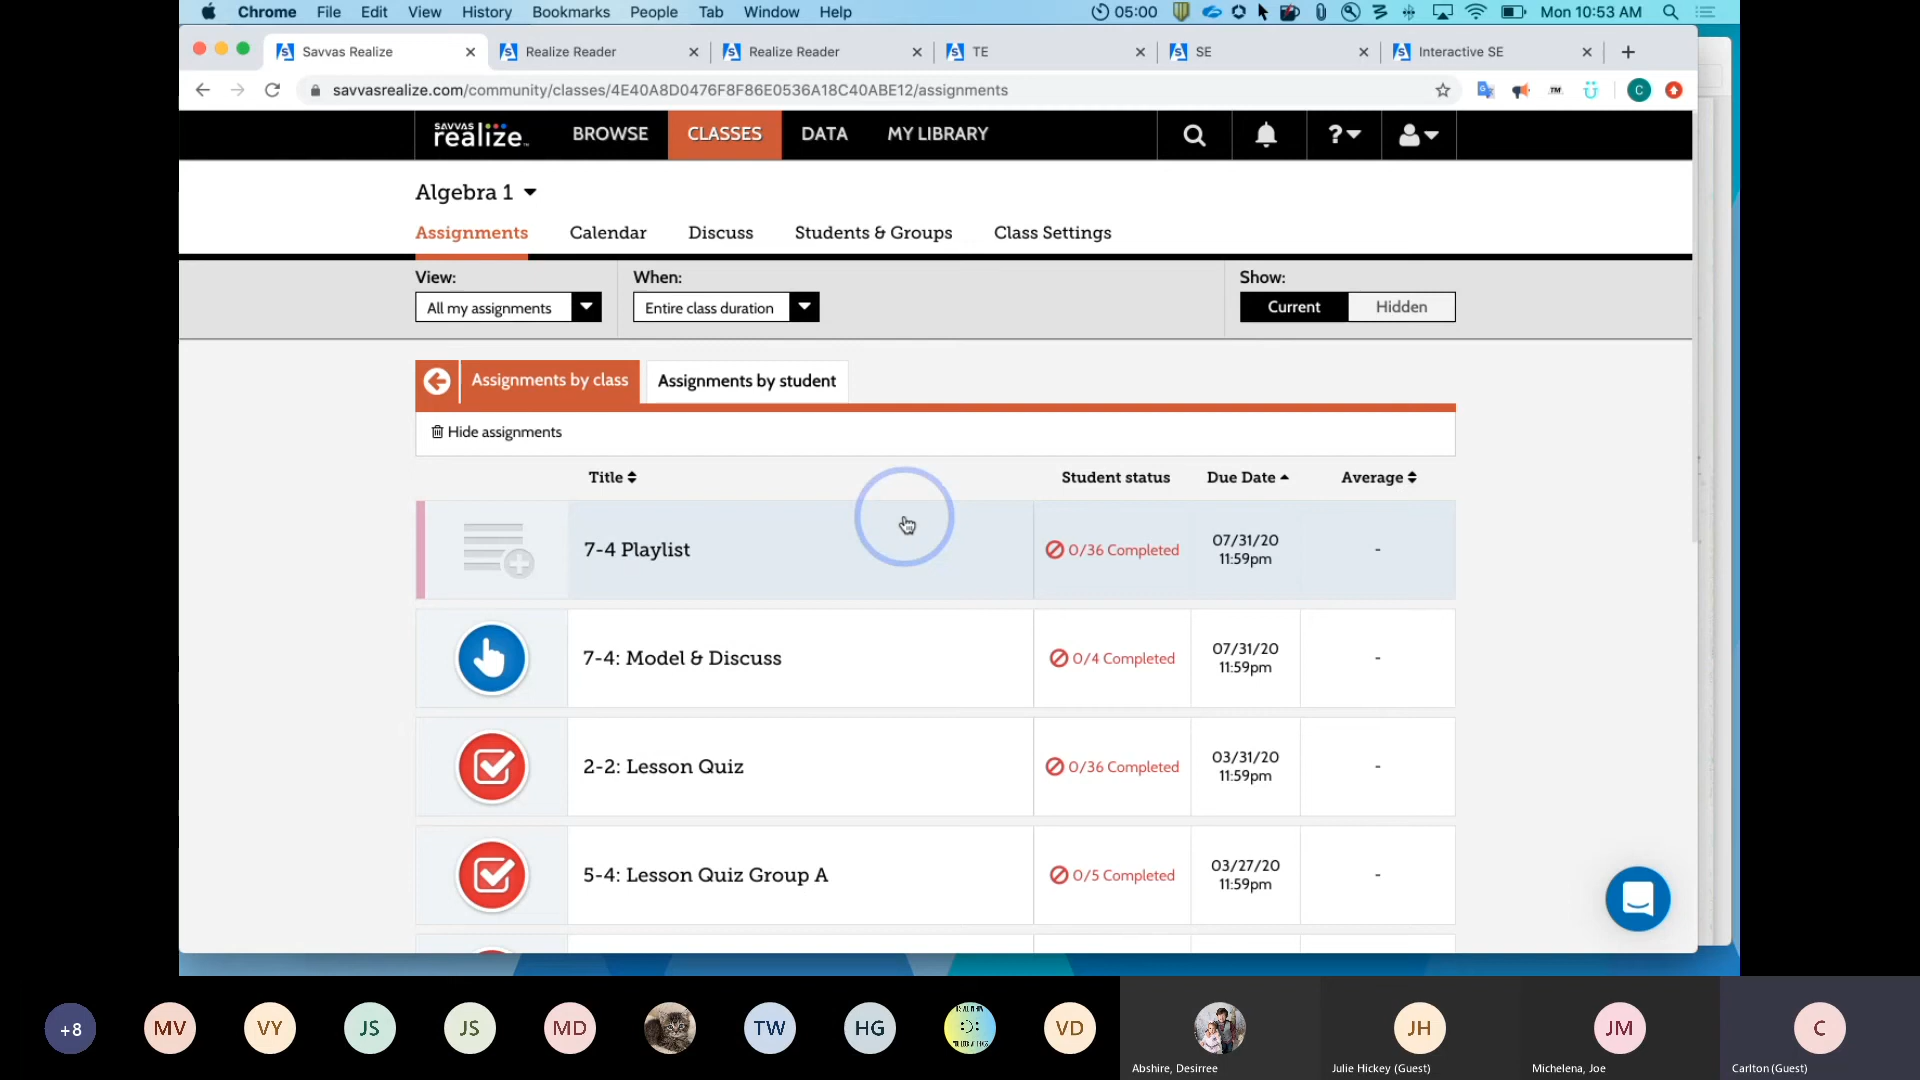 Chrome File Edit View History Bookmarks People Tab Window Help 05:00 Mon 10:53 AM
Savvas Realize Realize Reader Realize Reader TE SE Interactive SE
savvasrealize.com/community/classes/4E40A8D0476F8F86E0536A18C40ABE12/assignments TM C
SAVVAS realize BROWSE CLASSES DATA MY LIBRARY ?
Algebra 1
Assignments Calendar Discuss Students & Groups Class Settings
View: When: Show:
All my assignments Entire class duration Current Hidden
Assignments by class Assignments by student
Hide assignments
Title Student status Due Date Average
7-4 Playlist 0/36 Completed 07/31/20 11:59pm -
7-4: Model & Discuss 0/4 Completed 07/31/20 11:59pm -
2-2: Lesson Quiz 0/36 Completed 03/31/20 11:59pm -
5-4: Lesson Quiz Group A 0/5 Completed 03/27/20 11:59pm -
+8 MV VY JS JS MD TW HG VD JH JM C
Abshire, Desirree Julie Hickey (Guest) Michelena, Joe Carlton (Guest)